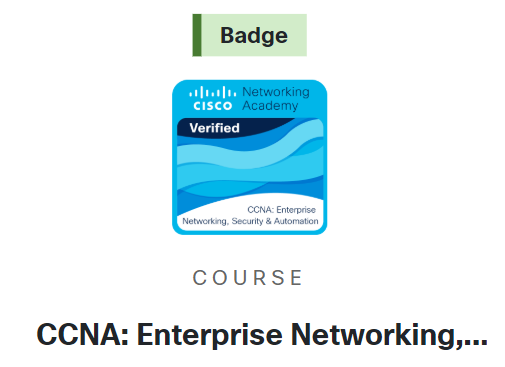 Badge
CISCO Networking
Academy
Verified
CCNA: Enterprise
Networking, Security & Automation
COURSE
CCNA: Enterprise Networking,...